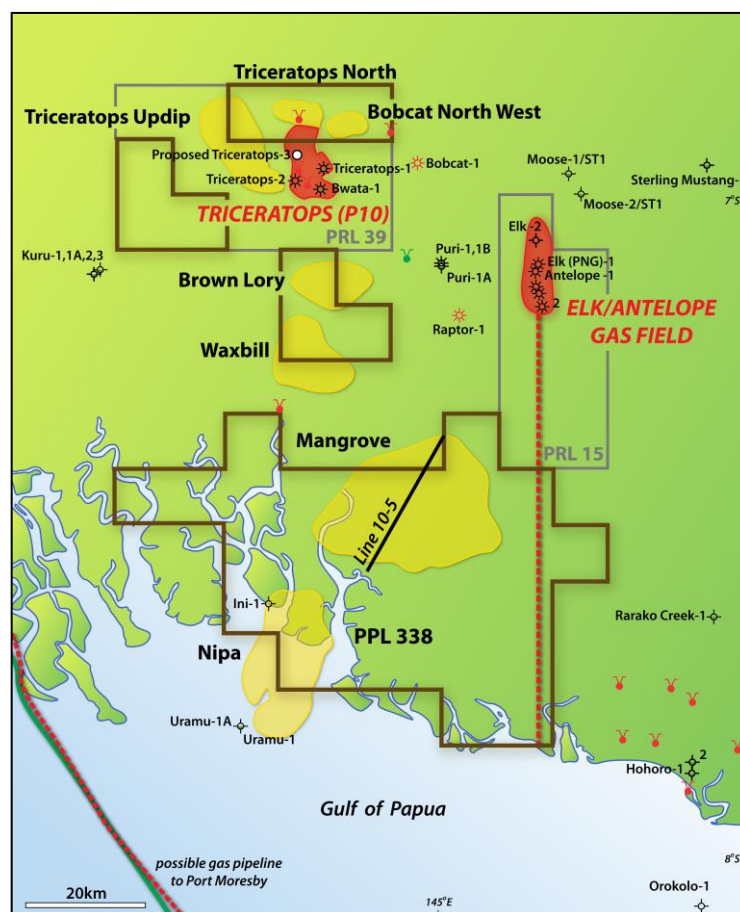 Triceratops North
Triceratops Updip
Bobcat North West
Proposed Triceratops-3
Triceratops-1
Bobcat-1
Moose-1/ST1
Sterling Mustang-
Triceratops-2
Bwata-1
Moose-2/ST1
7°S
TRICERATOPS (P10)
PRL 39
Elk -2
Kuru-1,1A,2,3
Puri-1,1B
Puri-1A
Elk (PNG)-1
Antelope -1
Brown Lory
2
ELK/ANTELOPE
GAS FIELD
Raptor-1
Waxbill
Mangrove
PRL 15
Line 10-5
Ini-1
Rarako Creek-1
PPL 338
Nipa
Uramu-1A
Uramu-1
2
Hohoro-1
Gulf of Papua
possible gas pipeline
to Port Moresby
8°S
20km
145°E
Orokolo-1